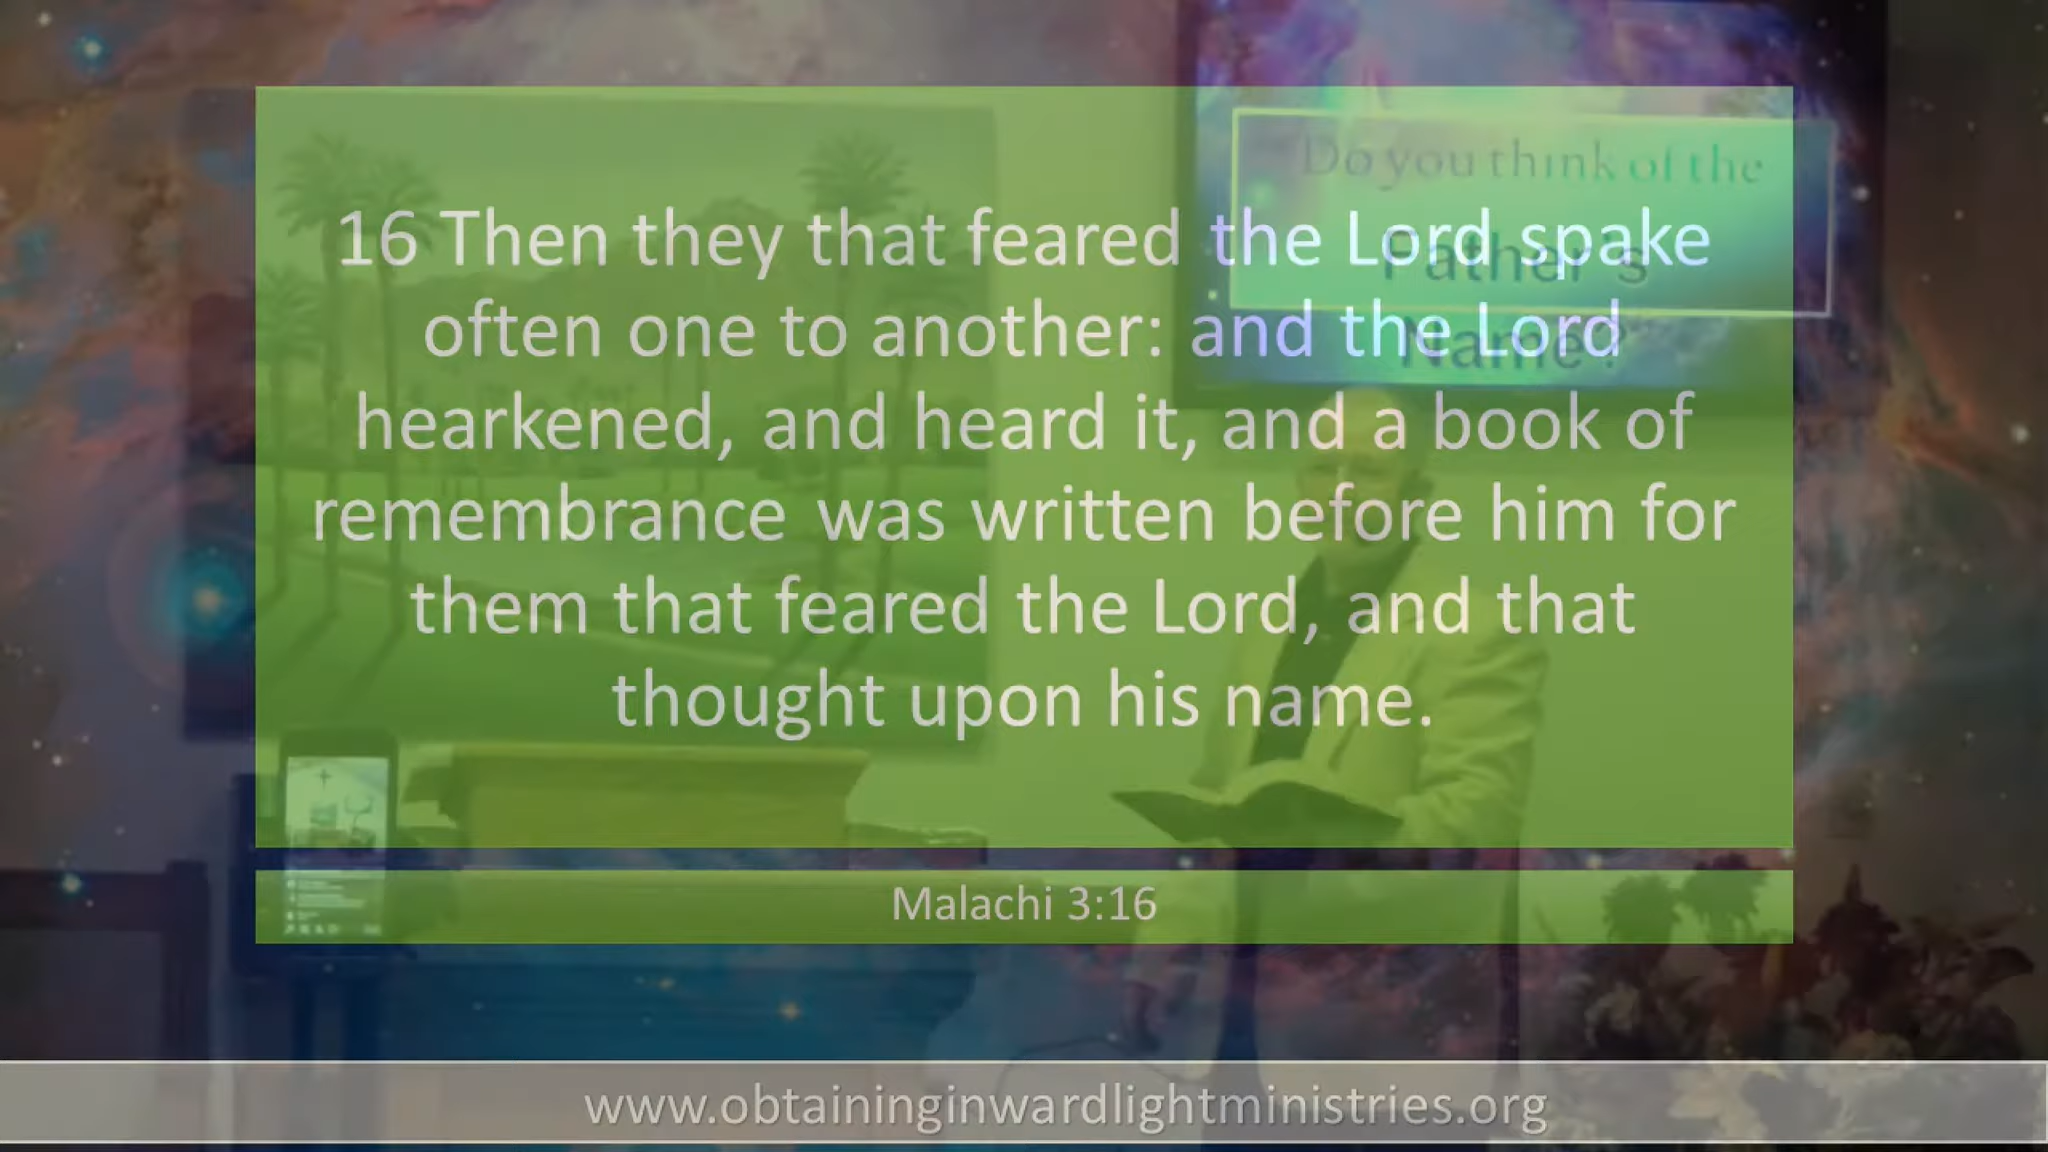 Do you think of the
Father's
Name?
16 Then they that feared the Lord spake
often one to another: and the Lord
hearkened, and heard it, and a book of
remembrance was written before him for
them that feared the Lord, and that
thought upon his name.
Malachi 3:16
www.obtaininginwardlightministries.org